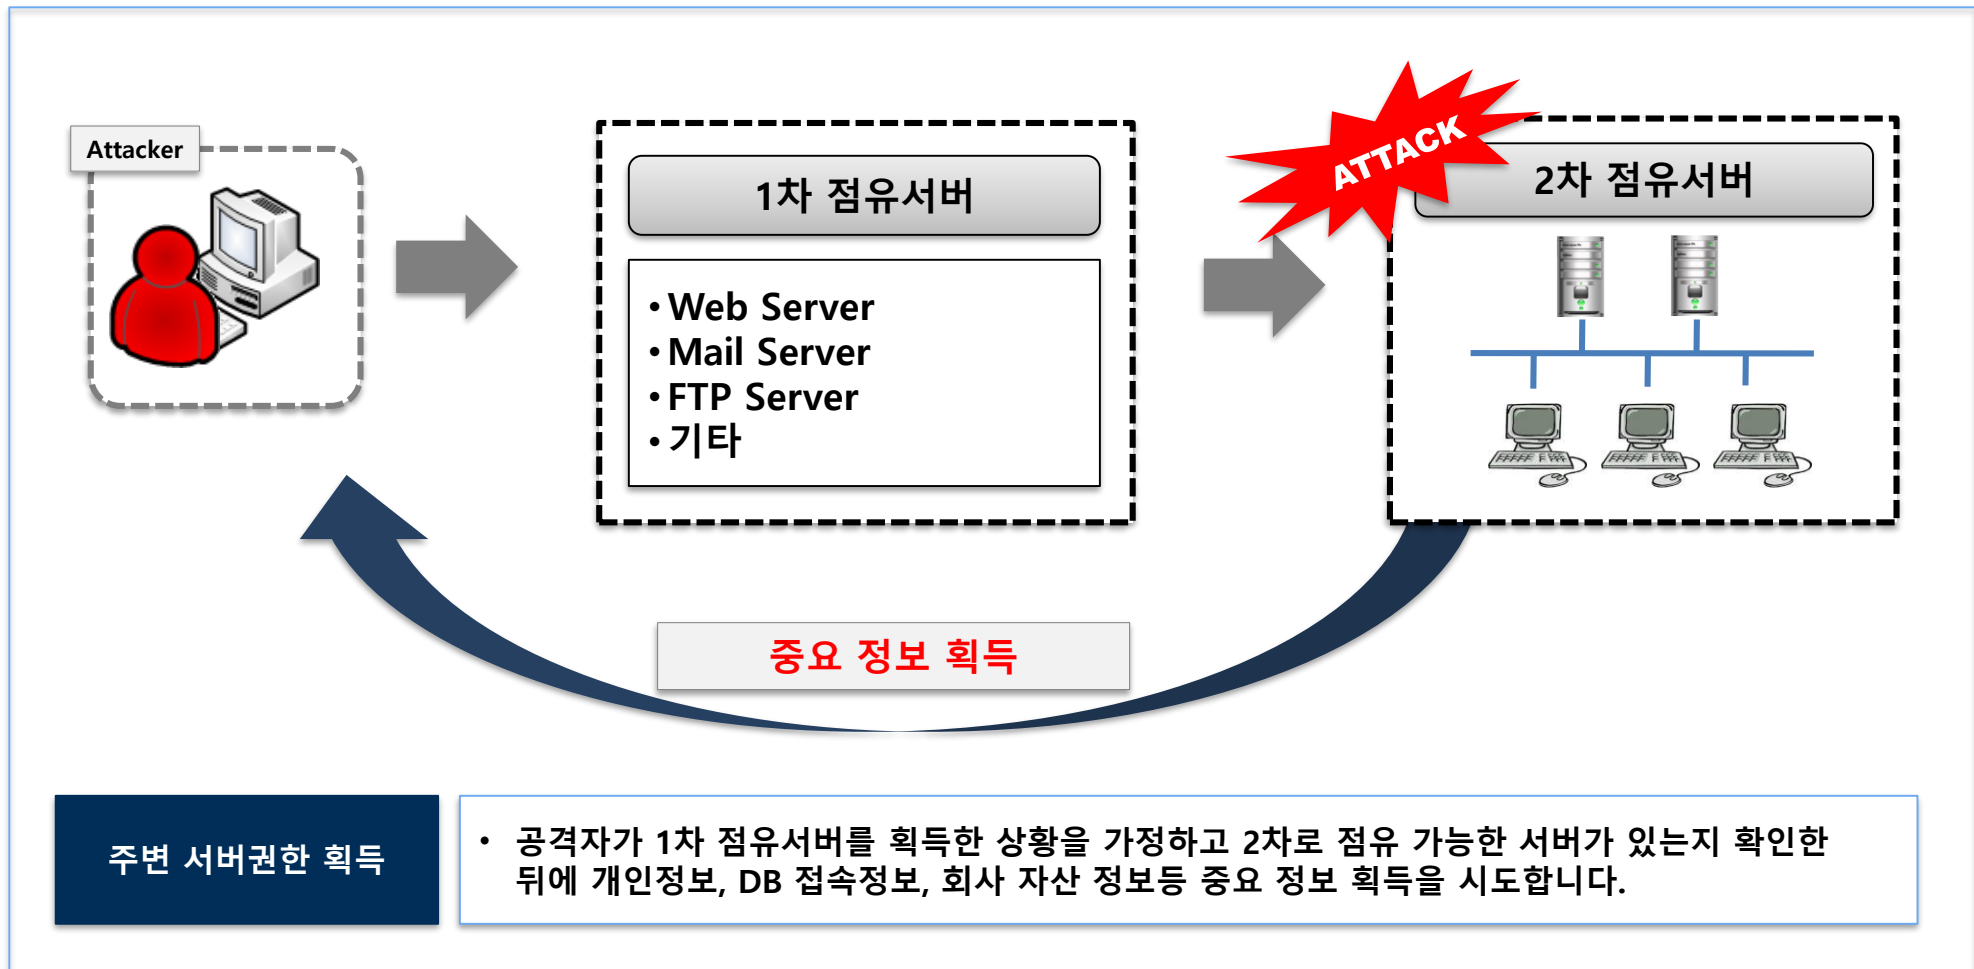 Attacker
1차 점유서버
• Web Server
• Mail Server
• FTP Server
• 기타
ATTACK
2차 점유서버
중요 정보 획득
주변 서버권한 획득
• 공격자가 1차 점유서버를 획득한 상황을 가정하고 2차로 점유 가능한 서버가 있는지 확인한
뒤에 개인정보, DB 접속정보, 회사 자산 정보등 중요 정보 획득을 시도합니다.